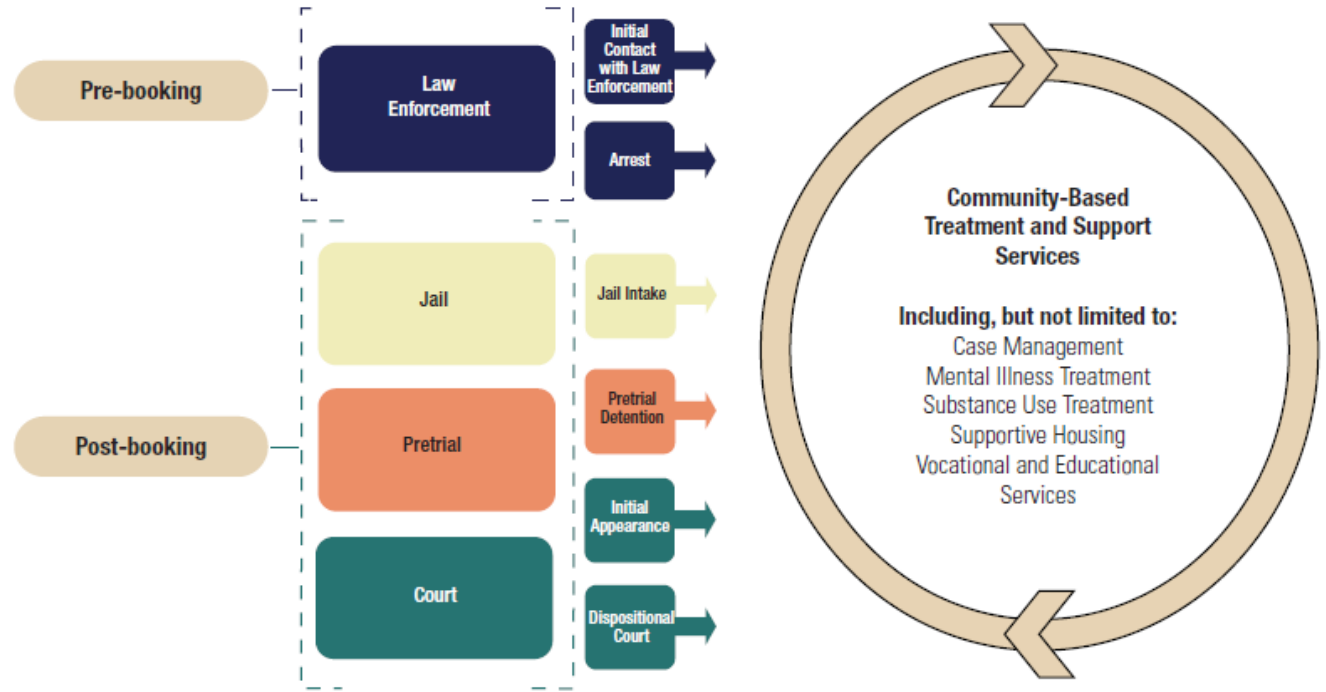 Pre-booking
Law
Enforcement
Initial
Contact
with Law
Enforcement
Arrest
Post-booking
Jail
Pretrial
Court
Jail Intake
Pretrial
Detention
Initial
Appearance
Dispositional
Court
Community-Based
Treatment and Support
Services
Including, but not limited to:
Case Management
Mental Illness Treatment
Substance Use Treatment
Supportive Housing
Vocational and Educational
Services